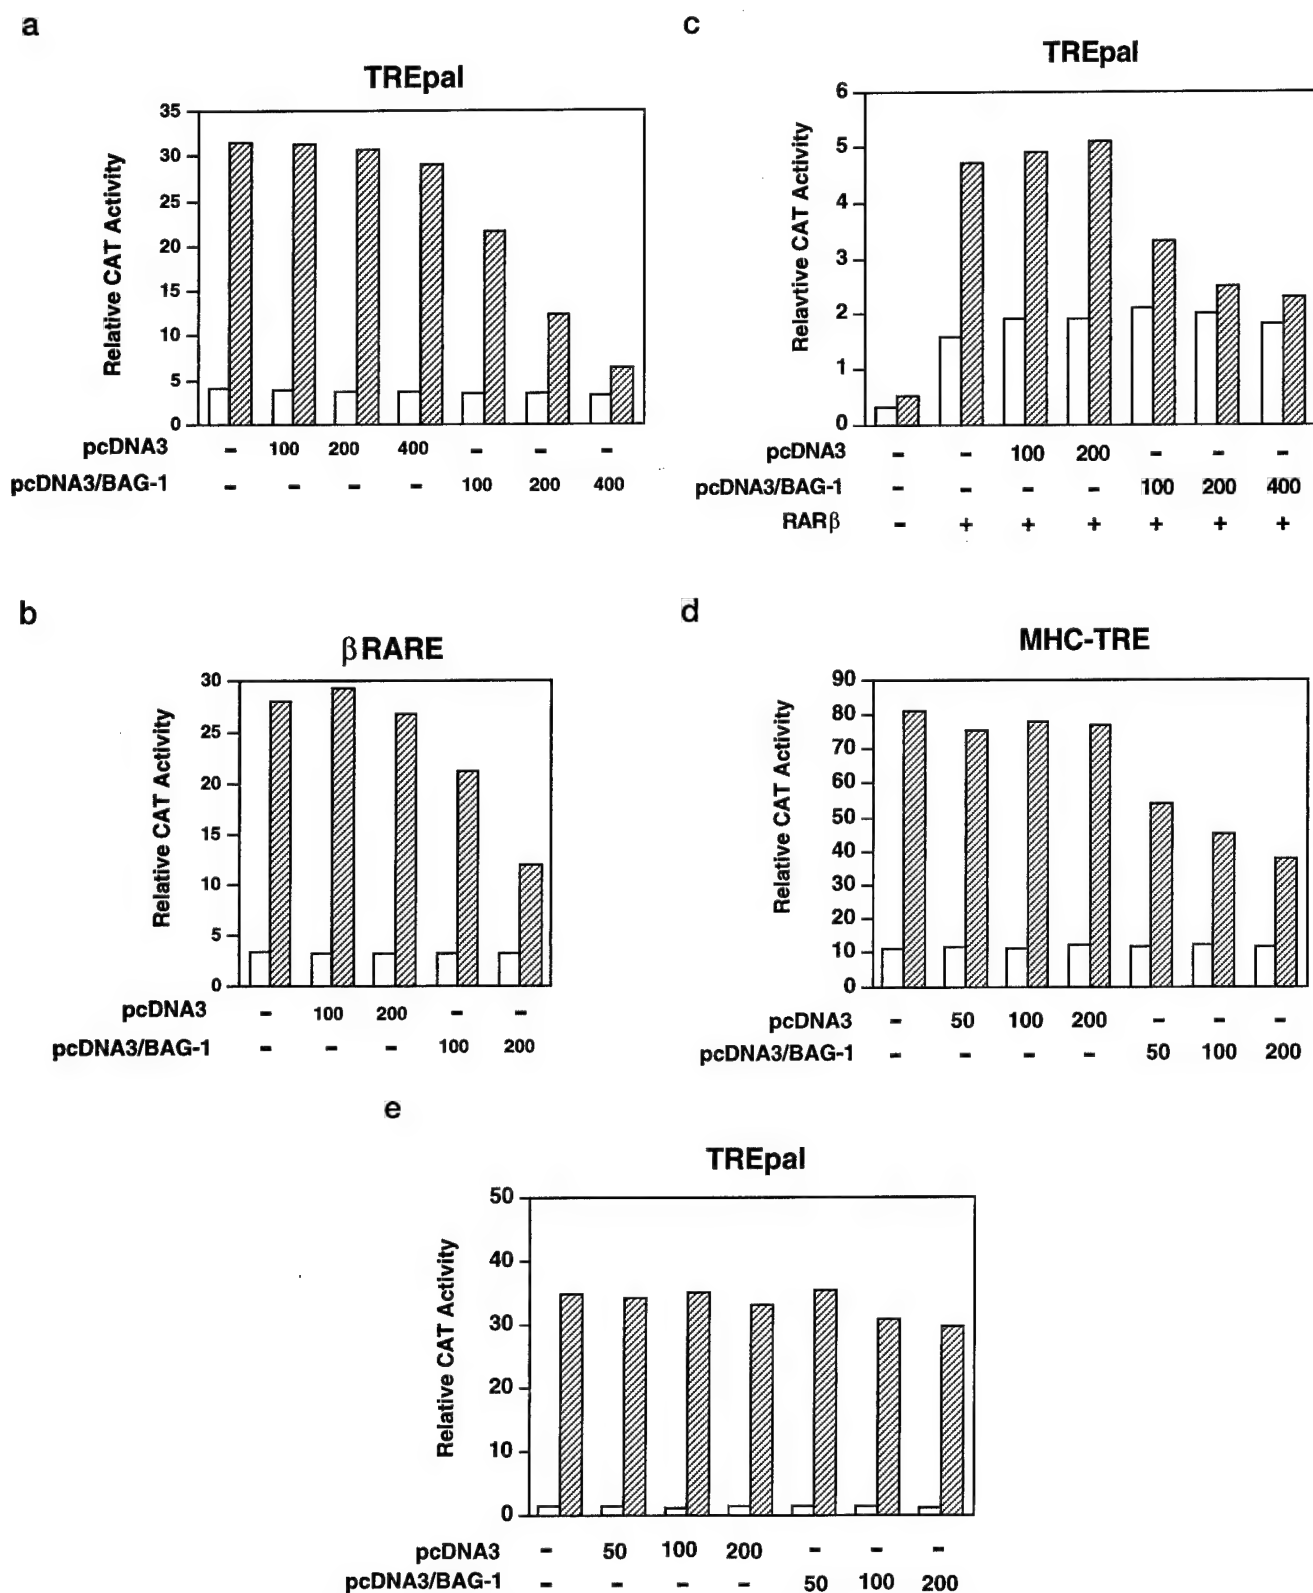 a
TREpal
Relative CAT Activity
35
30
25
20
15
10
5
0
pcDNA3 - 100 200 400 - - -
pcDNA3/BAG-1 - - - - 100 200 400
c
TREpal
Relavtive CAT Activity
6
5
4
3
2
1
0
pcDNA3 - - 100 200 - - -
pcDNA3/BAG-1 - - - - 100 200 400
RARβ - + + + + + +
b
βRARE
Relative CAT Activity
30
25
20
15
10
5
0
pcDNA3 - 100 200 - -
pcDNA3/BAG-1 - - - 100 200
d
MHC-TRE
Relative CAT Activity
90
80
70
60
50
40
30
20
10
0
pcDNA3 - 50 100 200 - - -
pcDNA3/BAG-1 - - - - 50 100 200
e
TREpal
Relative CAT Activity
50
40
30
20
10
0
pcDNA3 - 50 100 200 - - -
pcDNA3/BAG-1 - - - - 50 100 200